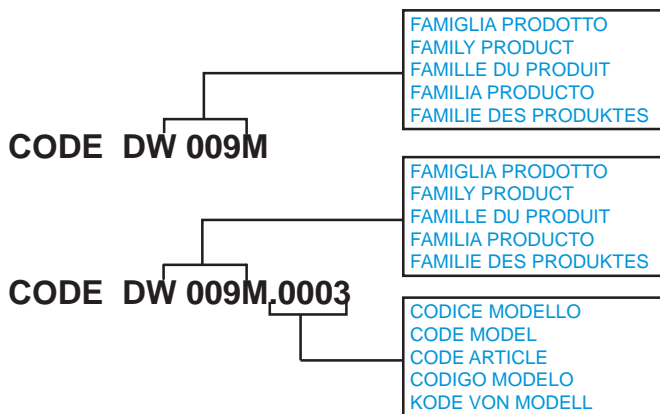 FAMIGLIA PRODOTTO
FAMILY PRODUCT
FAMILLE DU PRODUIT
FAMILIA PRODUCTO
FAMILIE DES PRODUKTES
CODE DW 009M
FAMIGLIA PRODOTTO
FAMILY PRODUCT
FAMILLE DU PRODUIT
FAMILIA PRODUCTO
FAMILIE DES PRODUKTES
CODE DW 009M.0003
CODICE MODELLO
CODE MODEL
CODE ARTICLE
CODIGO MODELO
KODE VON MODELL